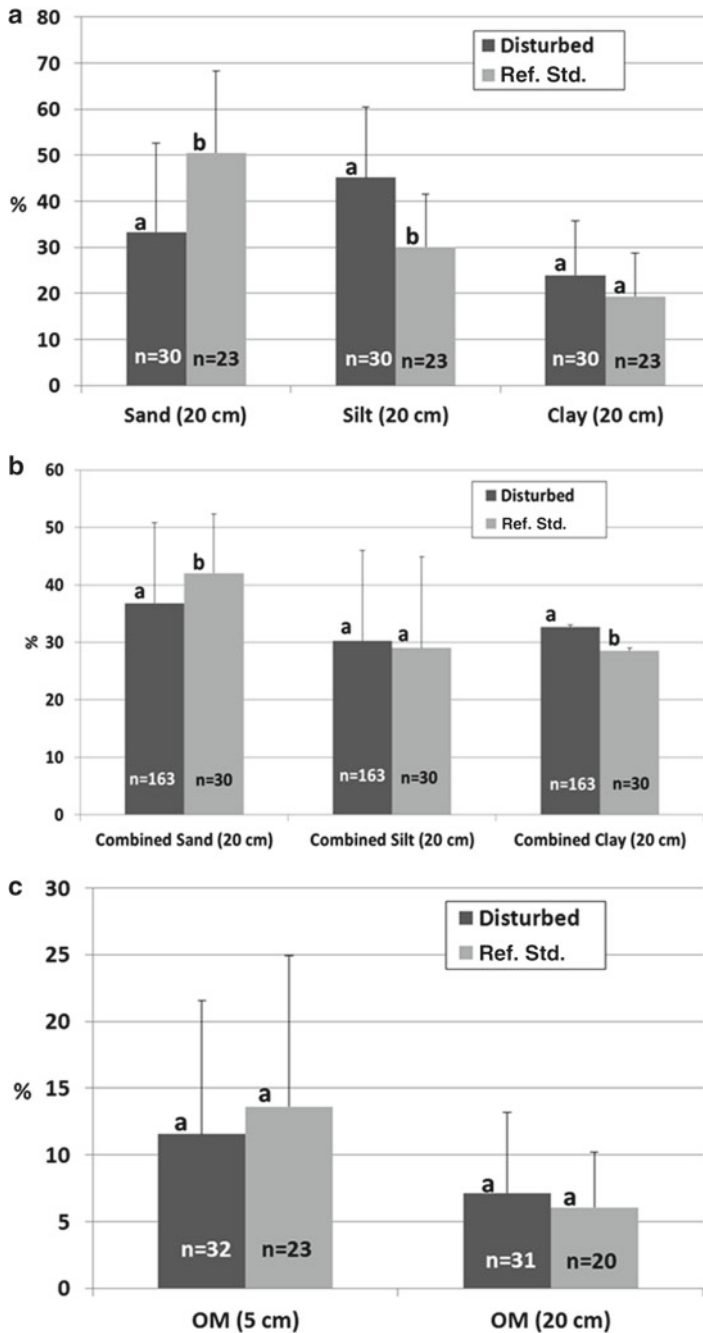 a
80
70
60
50
40
30
20
10
0
%
Disturbed
Ref. Std.
a
b
a
b
a
a
n=30
n=23
n=30
n=23
n=30
n=23
Sand (20 cm)
Silt (20 cm)
Clay (20 cm)
b
60
50
40
30
20
10
0
%
Disturbed
Ref. Std.
a
b
a
a
a
b
n=163
n=30
n=163
n=30
n=163
n=30
Combined Sand (20 cm)
Combined Silt (20 cm)
Combined Clay (20 cm)
c
30
25
20
15
10
5
0
%
Disturbed
Ref. Std.
a
a
a
a
n=32
n=23
n=31
n=20
OM (5 cm)
OM (20 cm)